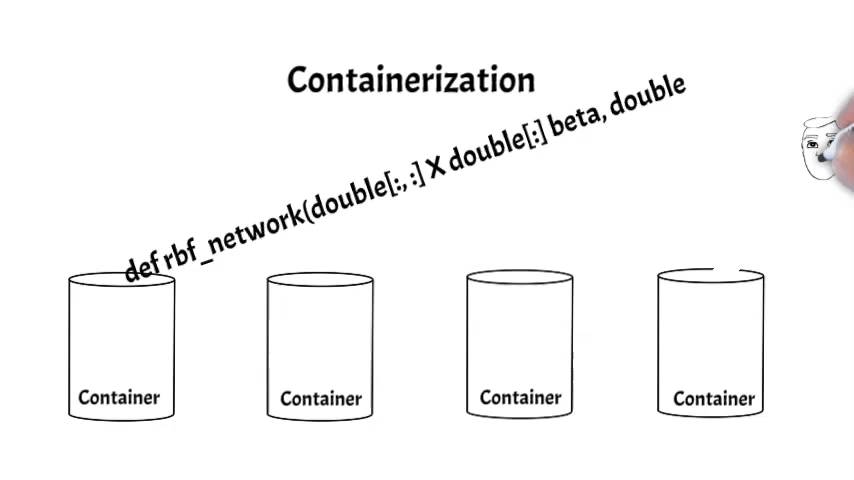 Containerization
def rbf_network(double[:, :] X double[:] beta, double
Container
Container
Container
Container